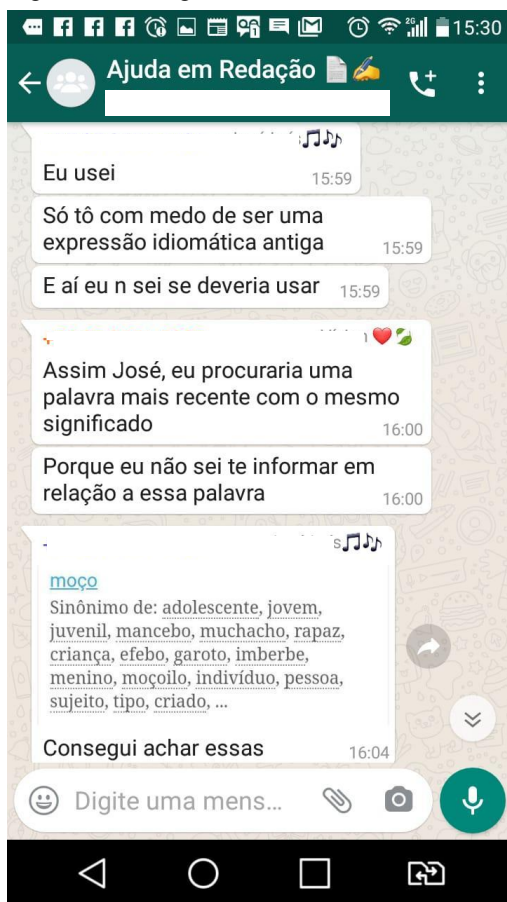 2G
15:30
Ajuda em Redação
Eu usei
15:59
Só tô com medo de ser uma
expressão idiomática antiga
15:59
E aí eu n sei se deveria usar
15:59
Assim José, eu procuraria uma
palavra mais recente com o mesmo
significado
16:00
Porque eu não sei te informar em
relação a essa palavra
16:00
moço
Sinônimo de: adolescente, jovem,
juvenil, mancebo, muchacho, rapaz,
criança, efebo, garoto, imberbe,
menino, moçoilo, indivíduo, pessoa,
sujeito, tipo, criado, ...
Consegui achar essas
16:04
Digite uma mens...